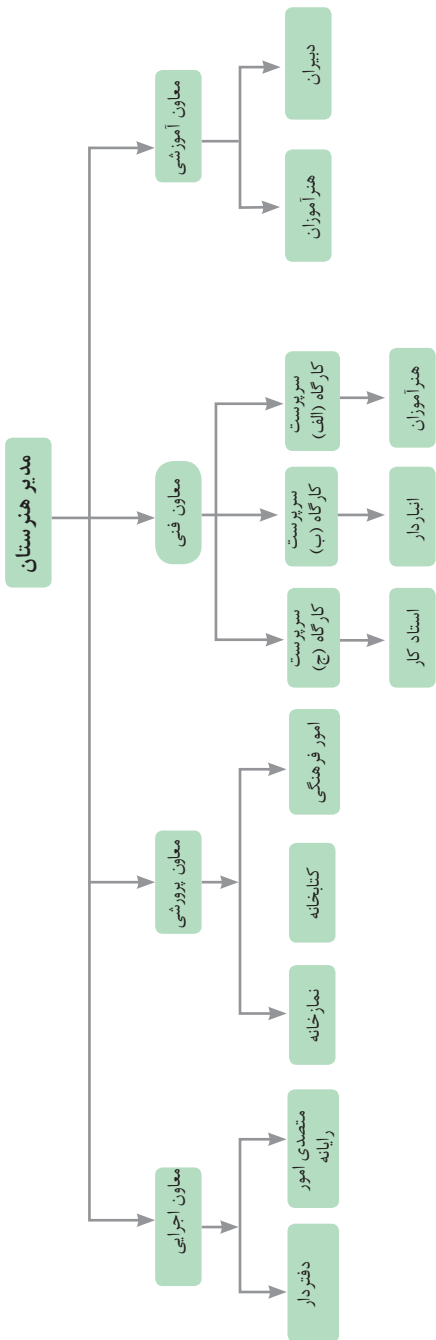 مدیر هنرستان
معاون آموزشی
معاون فنی
معاون پرورشی
معاون اجرایی
دبیران
هنرآموزان
سرپرست
کارگاه (الف)
سرپرست
کارگاه (ب)
سرپرست
کارگاه (ج)
امور فرهنگی
کتابخانه
نمازخانه
متصدی امور
رایانه
دفتردار
هنرآموزان
انباردار
استاد کار